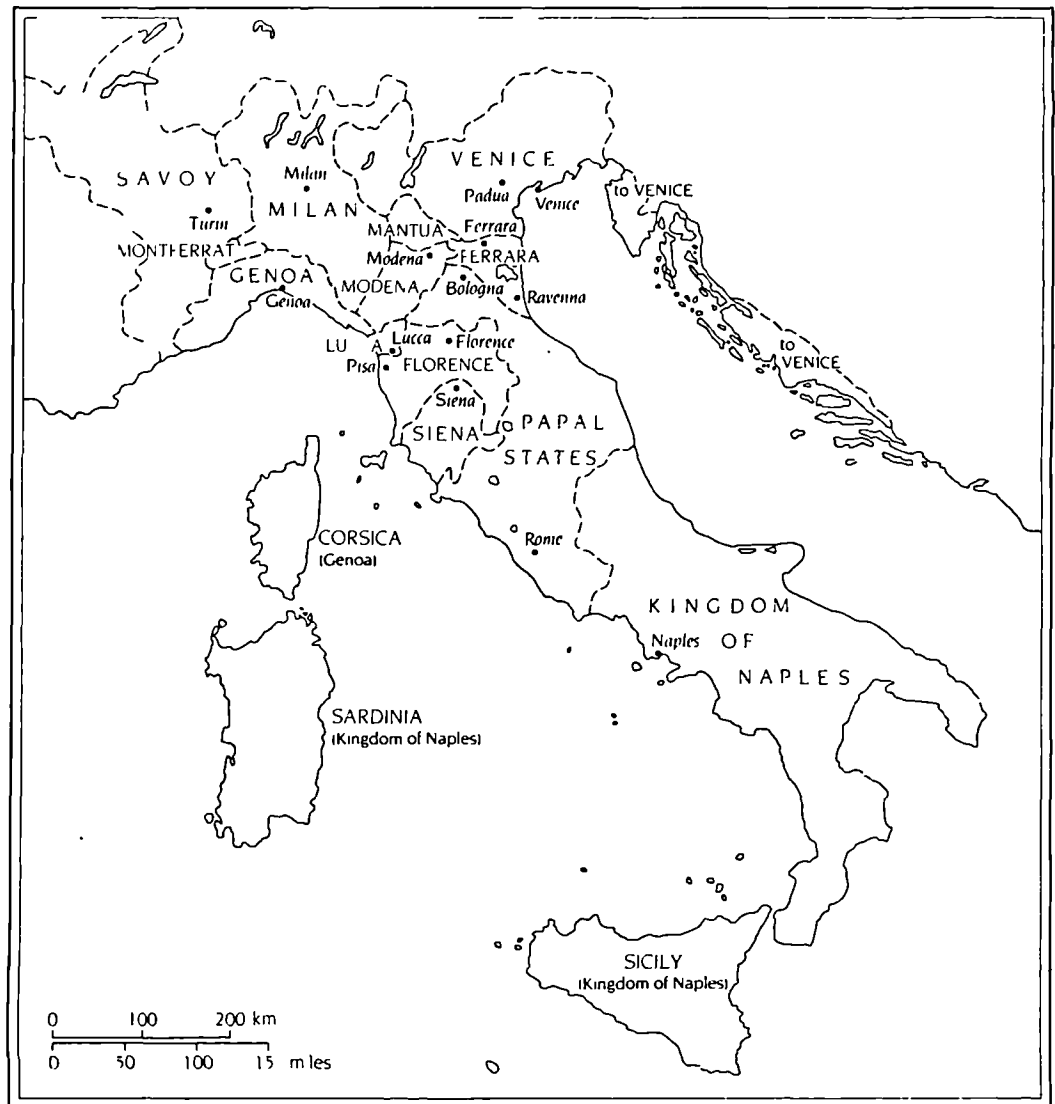 SAVOY
Turin
MONTFERRAT
Milan
MILAN
VENICE
Padua
Venice
to VENICE
MANTUA
Ferrara
FERRARA
Modena
MODENA
Bologna
Ravenna
GENOA
Genoa
LU A
Lucca
Pisa
Florence
FLORENCE
Siena
SIENA
to
VENICE
PAPAL
STATES
Rome
CORSICA
(Genoa)
KINGDOM
OF
NAPLES
Naples
SARDINIA
(Kingdom of Naples)
SICILY
(Kingdom of Naples)
0 100 200 km
0 50 100 15 m les